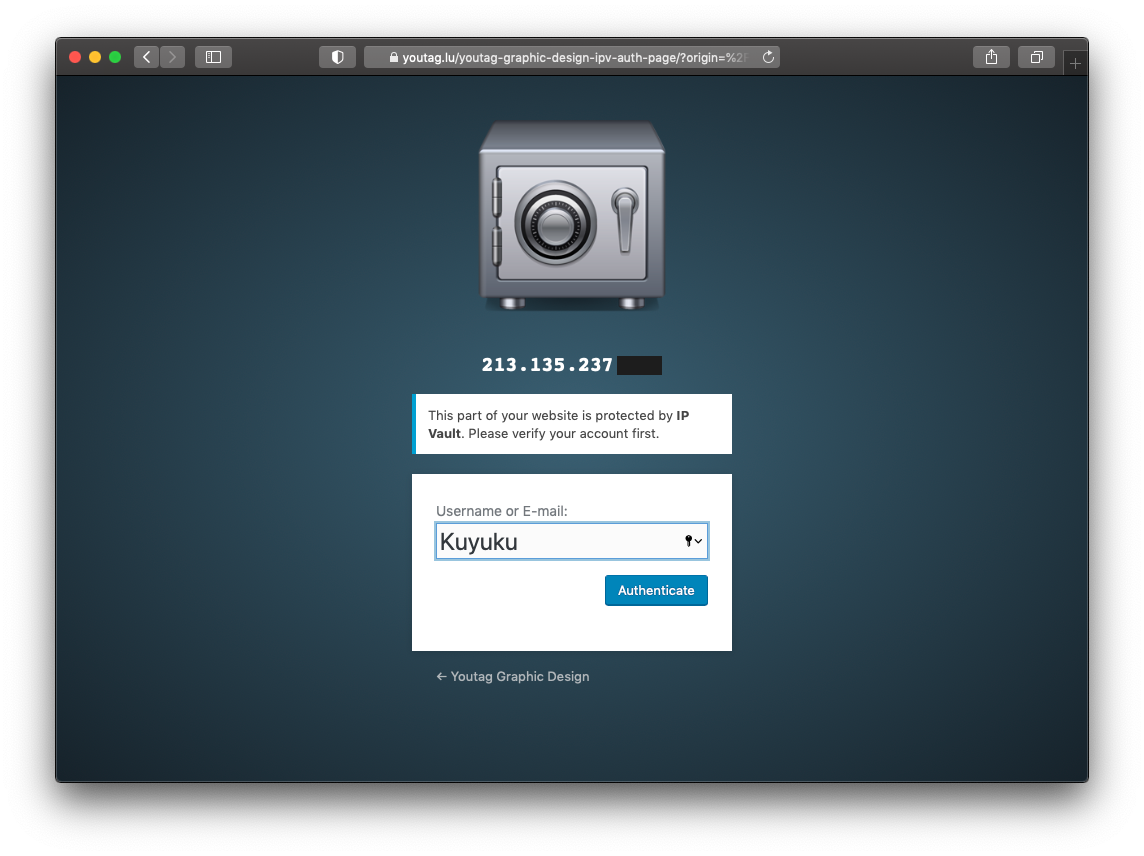 youtag.lu/youtag-graphic-design-ipv-auth-page/?origin=%2F
213.135.237
This part of your website is protected by IP
Vault. Please verify your account first.
Username or E-mail:
Kuyuku
Authenticate
← Youtag Graphic Design